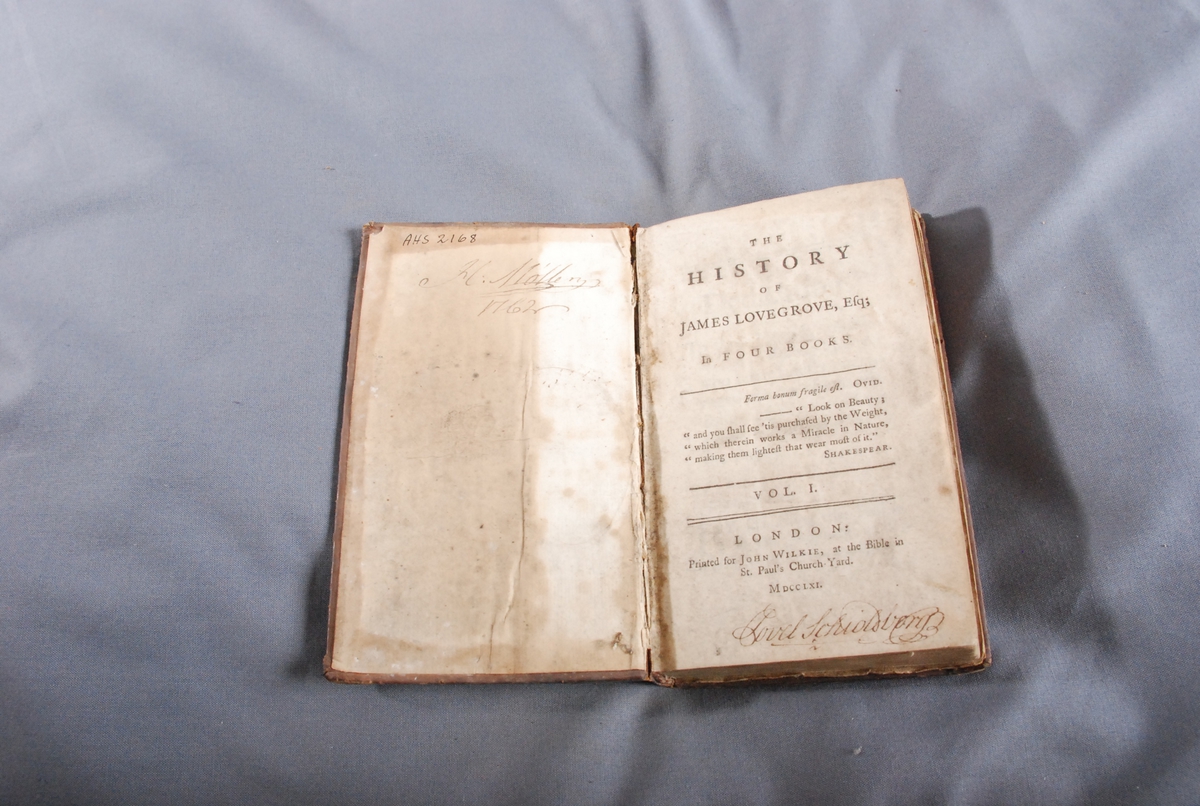 AHS 2168
1762
THE
HISTORY
OF
JAMES LOVEGROVE, Eſq;
In FOUR BOOKS.
Forma bonum fragile eſt. OVID.
—— “ Look on Beauty;
“ and you ſhall ſee 'tis purchaſed by the Weight,
“ which therein works a Miracle in Nature,
“ making them lighteſt that wear moſt of it.”
SHAKESPEAR.
VOL. I.
LONDON:
Printed for JOHN WILKIE, at the Bible in
St. Paul's Church-Yard.
MDCCLXI.